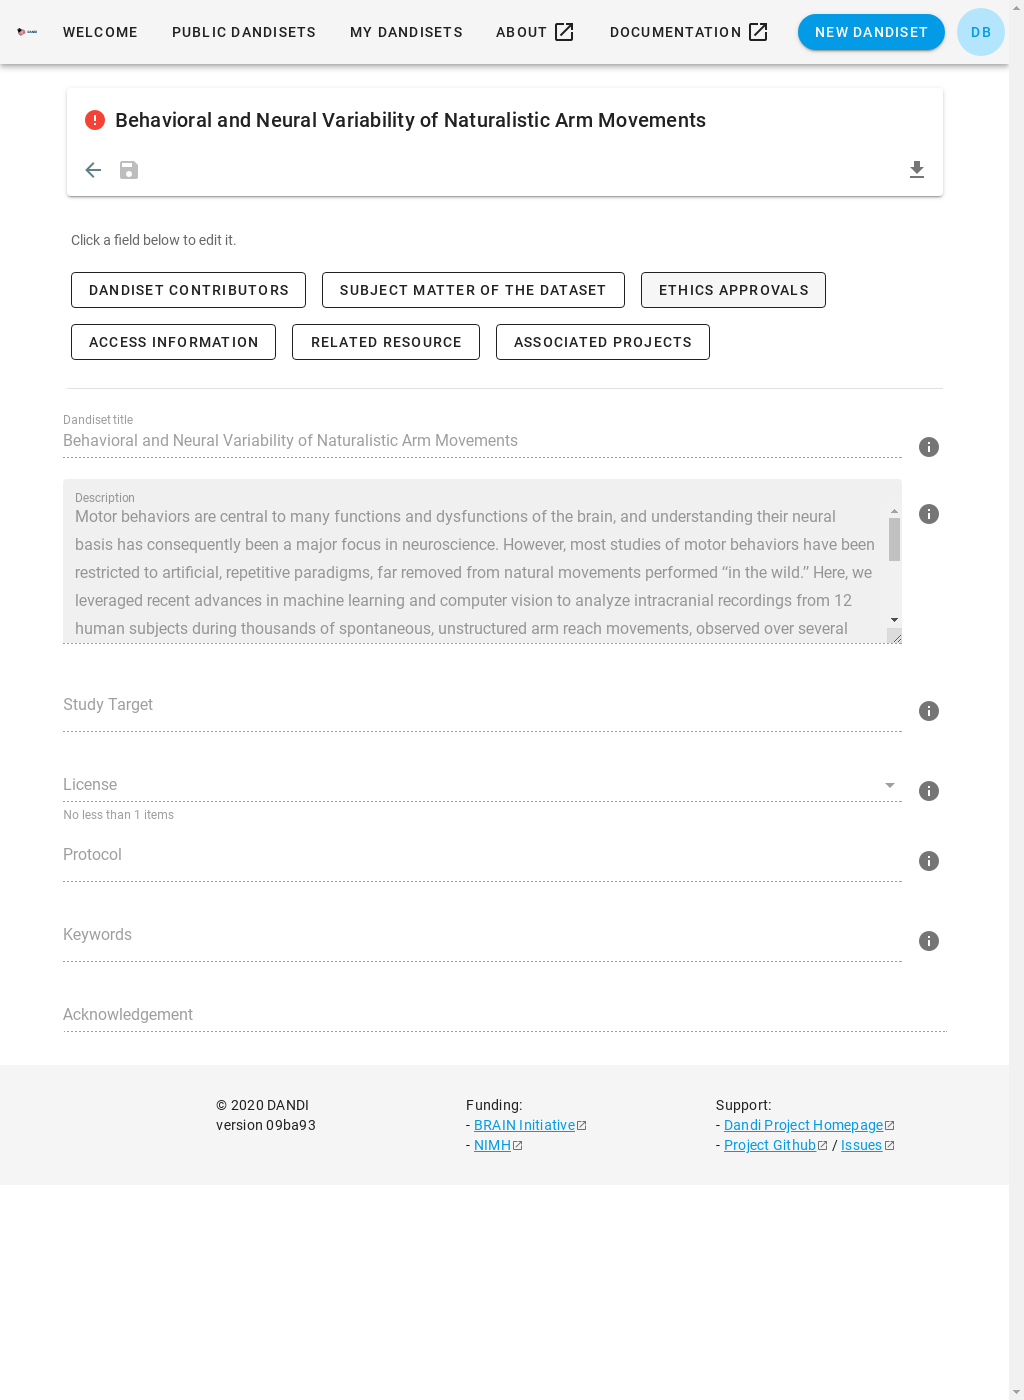 WELCOME PUBLIC DANDISETS MY DANDISETS ABOUT DOCUMENTATION NEW DANDISET DB
Behavioral and Neural Variability of Naturalistic Arm Movements
Click a field below to edit it.
DANDISET CONTRIBUTORS SUBJECT MATTER OF THE DATASET ETHICS APPROVALS
ACCESS INFORMATION RELATED RESOURCE ASSOCIATED PROJECTS
Dandiset title
Behavioral and Neural Variability of Naturalistic Arm Movements
Description
Motor behaviors are central to many functions and dysfunctions of the brain, and understanding their neural
basis has consequently been a major focus in neuroscience. However, most studies of motor behaviors have been
restricted to artificial, repetitive paradigms, far removed from natural movements performed “in the wild.” Here, we
leveraged recent advances in machine learning and computer vision to analyze intracranial recordings from 12
human subjects during thousands of spontaneous, unstructured arm reach movements, observed over several
Study Target
License
No less than 1 items
Protocol
Keywords
Acknowledgement
© 2020 DANDI
version 09ba93
Funding:
- BRAIN Initiative
- NIMH
Support:
- Dandi Project Homepage
- Project Github / Issues